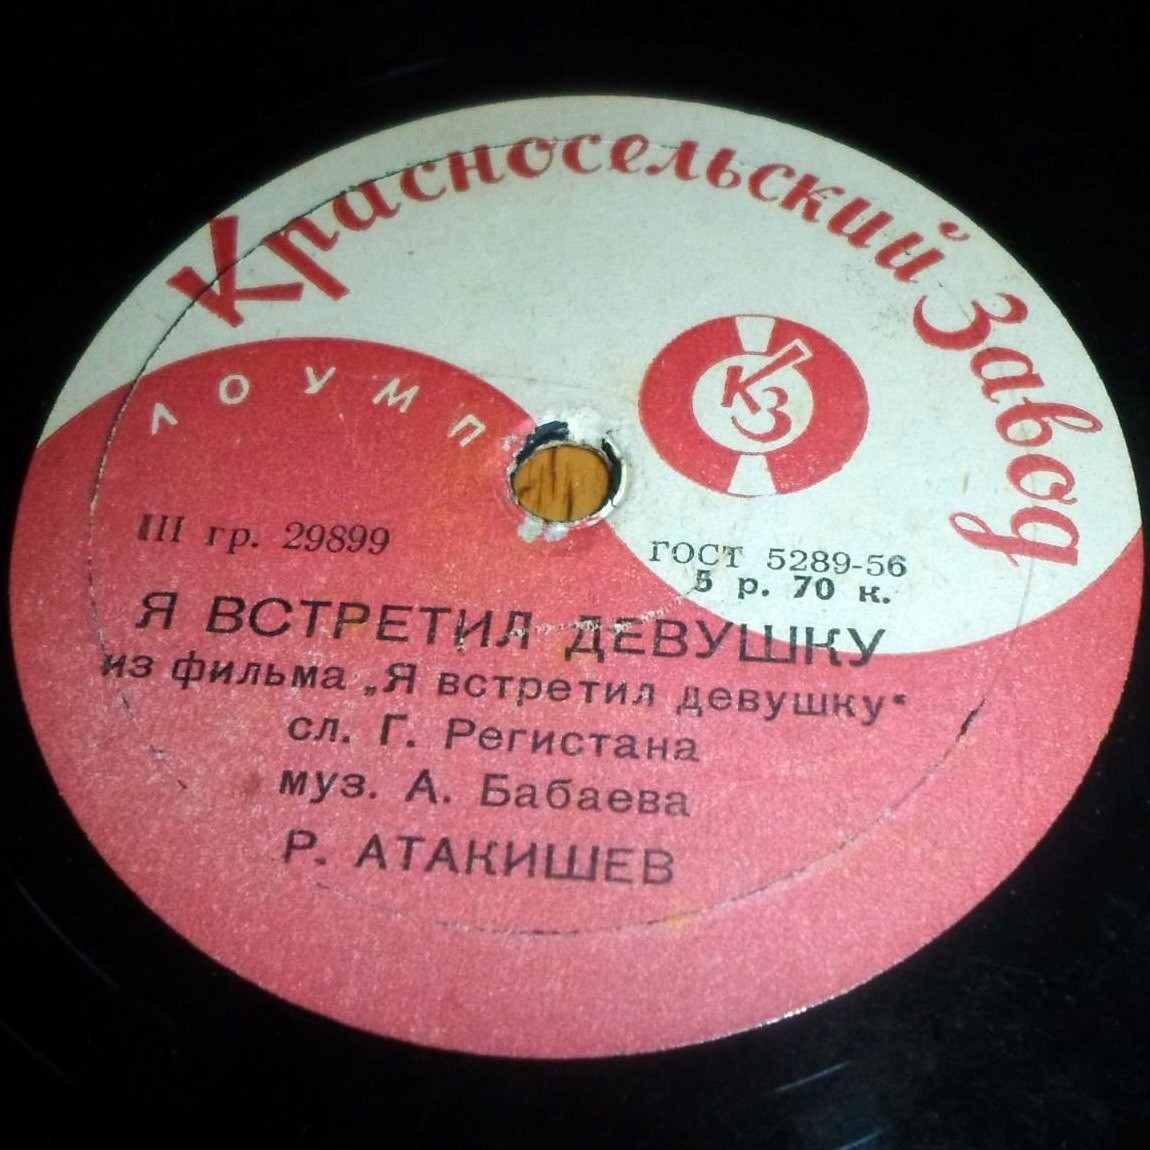 Красносельский Завод
ЛОУМП
КЗ
III гр. 29899
ГОСТ 5289-56
5 р. 70 к.
Я ВСТРЕТИЛ ДЕВУШКУ
из фильма „Я встретил девушку“
сл. Г. Регистана
муз. А. Бабаева
Р. АТАКИШЕВ